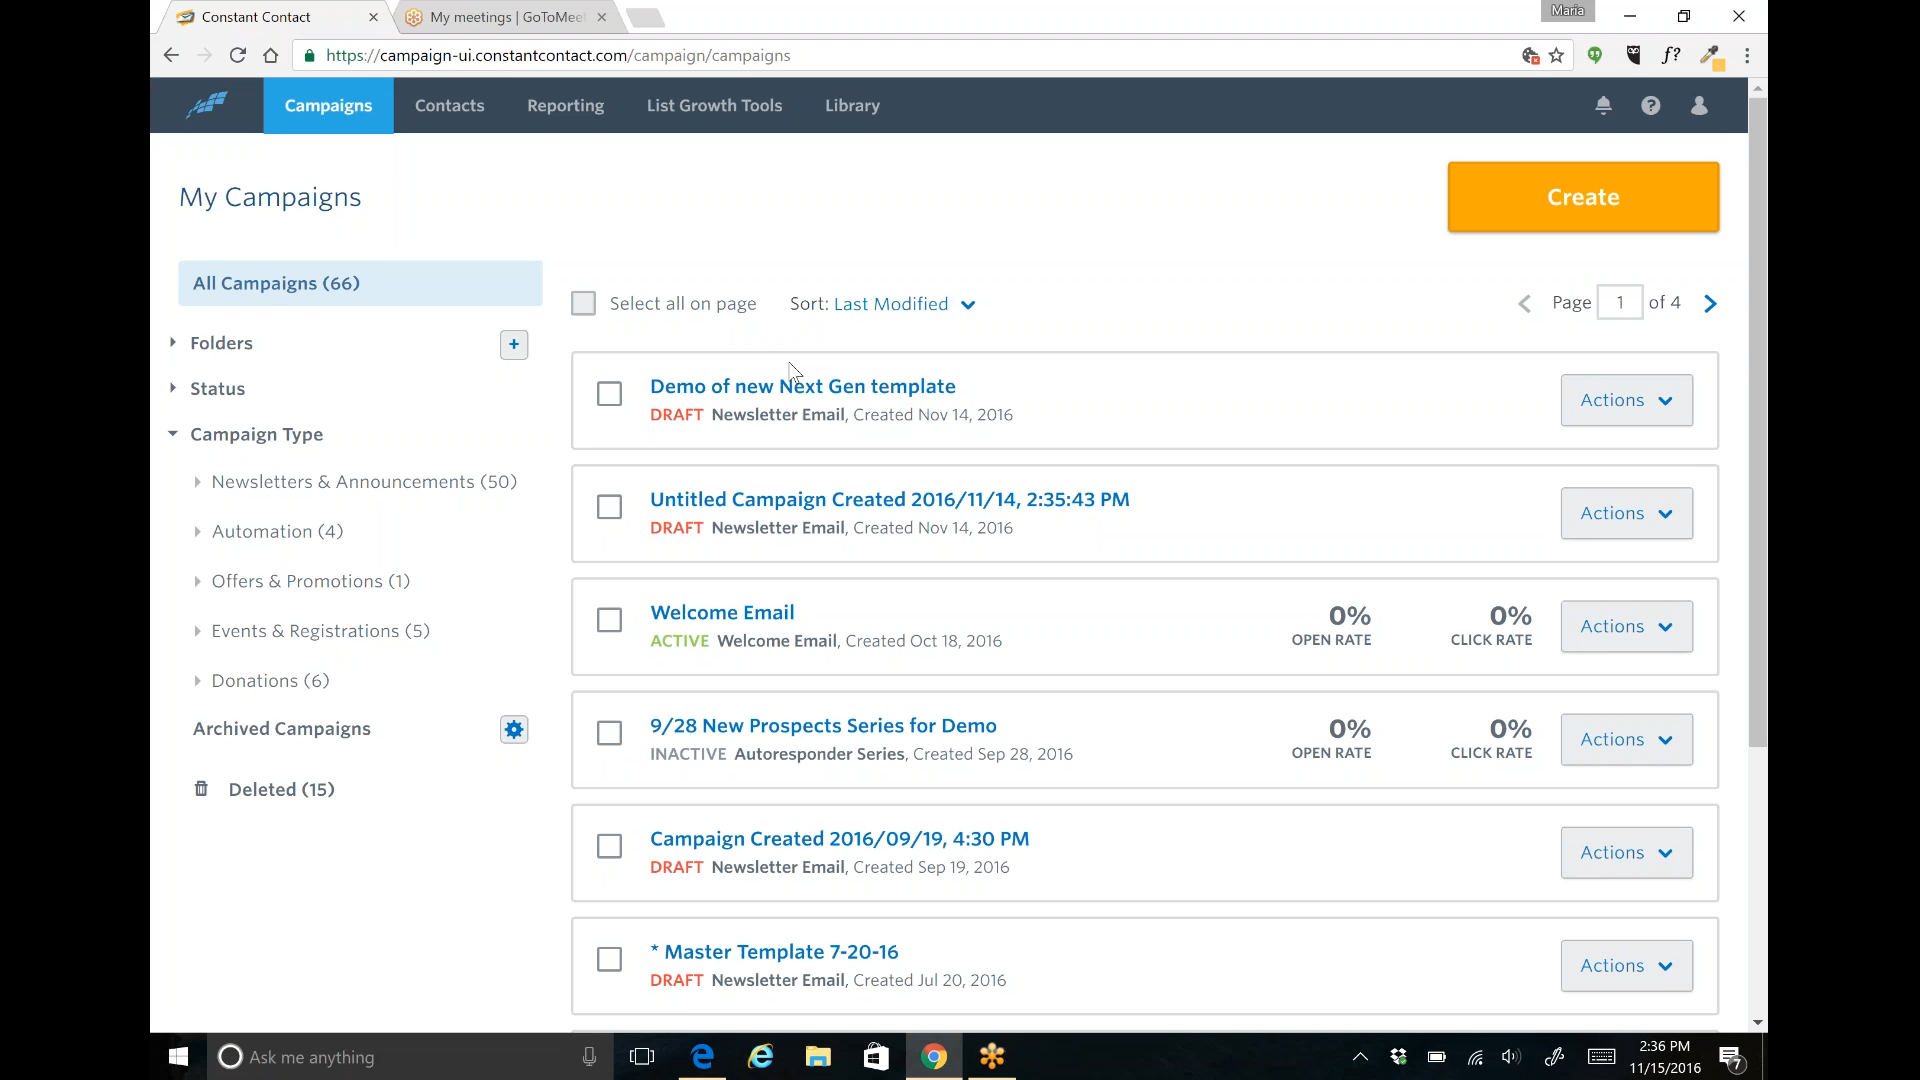 Constant Contact
My meetings | GoToMee
Maria
https://campaign-ui.constantcontact.com/campaign/campaigns
f?
Campaigns
Contacts
Reporting
List Growth Tools
Library
?
My Campaigns
Create
All Campaigns (66)
Select all on page
Sort: Last Modified
Page 1 of 4
Folders
+
Status
Campaign Type
Newsletters & Announcements (50)
Automation (4)
Offers & Promotions (1)
Events & Registrations (5)
Donations (6)
Archived Campaigns
Deleted (15)
Demo of new Next Gen template
DRAFT Newsletter Email, Created Nov 14, 2016
Actions
Untitled Campaign Created 2016/11/14, 2:35:43 PM
DRAFT Newsletter Email, Created Nov 14, 2016
Actions
Welcome Email
ACTIVE Welcome Email, Created Oct 18, 2016
0%
OPEN RATE
0%
CLICK RATE
Actions
9/28 New Prospects Series for Demo
INACTIVE Autoresponder Series, Created Sep 28, 2016
0%
OPEN RATE
0%
CLICK RATE
Actions
Campaign Created 2016/09/19, 4:30 PM
DRAFT Newsletter Email, Created Sep 19, 2016
Actions
* Master Template 7-20-16
DRAFT Newsletter Email, Created Jul 20, 2016
Actions
Ask me anything
2:36 PM
11/15/2016
7